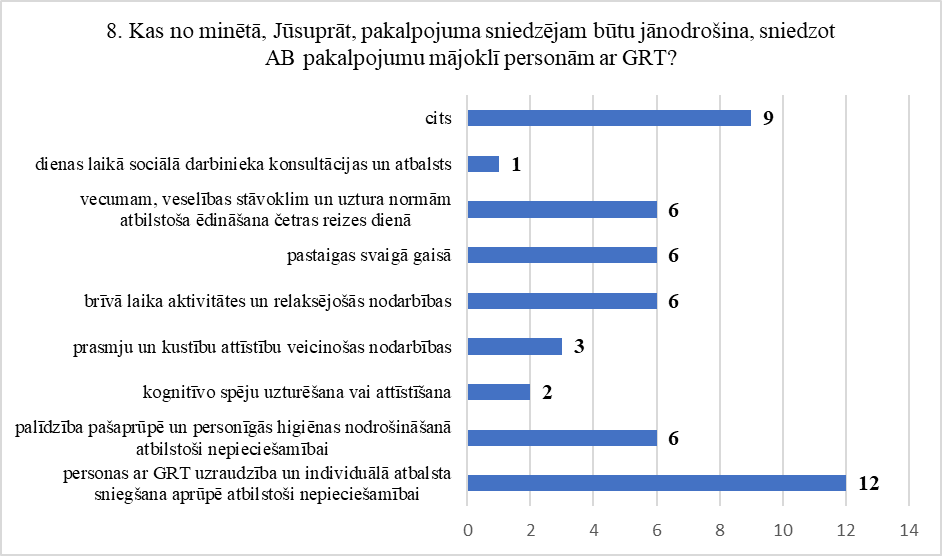 8. Kas no minētā, Jūsuprāt, pakalpojuma sniedzējam būtu jānodrošina, sniedzot
AB pakalpojumu mājoklī personām ar GRT?
cits
9
dienas laikā sociālā darbinieka konsultācijas un atbalsts
1
vecumam, veselības stāvoklim un uztura normām
atbilstoša ēdināšana četras reizes dienā
6
pastaigas svaigā gaisā
6
brīvā laika aktivitātes un relaksējošās nodarbības
6
prasmju un kustību attīstību veicinošas nodarbības
3
kognitīvo spēju uzturēšana vai attīstīšana
2
palīdzība pašaprūpē un personīgās higiēnas nodrošināšanā
atbilstoši nepieciešamībai
6
personas ar GRT uzraudzība un individuālā atbalsta
sniegšana aprūpē atbilstoši nepieciešamībai
12
0 2 4 6 8 10 12 14